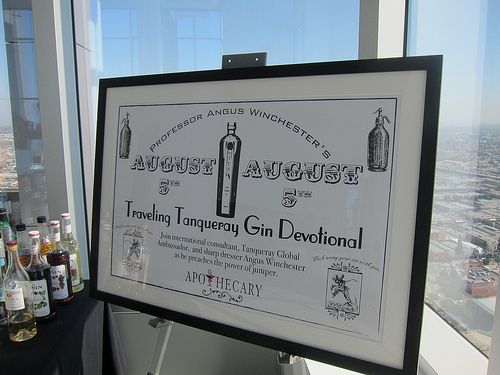 PROFESSOR ANGUS WINCHESTER'S
AUGUST AUGUST
5TH 5TH
Traveling Tanqueray Gin Devotional
Join international consultant, Tanqueray Global
Ambassador, and sharp dresser Angus Winchester
as he preaches the power of juniper.
APOTHECARY